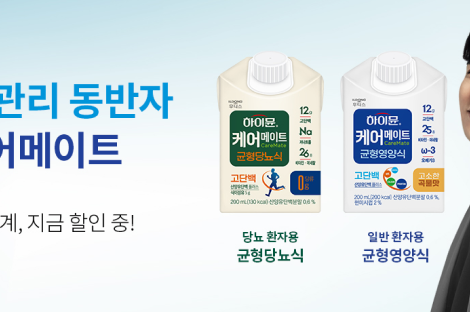 관리 동반자
어메이트
계, 지금 할인 중!
하이뮨
케어메이트
CareMate
균형당뇨식
12g
고단백
Na
26
고단백
200 mL(130 kcal) 산양유단백분말 0.6 %
당뇨 환자용
균형당뇨식
하이뮨
케어메이트
CareMate
균형영양식
12g
고단백
25
ω-3
고단백
고소한
곡물맛
200 mL(200 kcal) 산양유단백분말 0.6 %,
일반 환자용
균형영양식